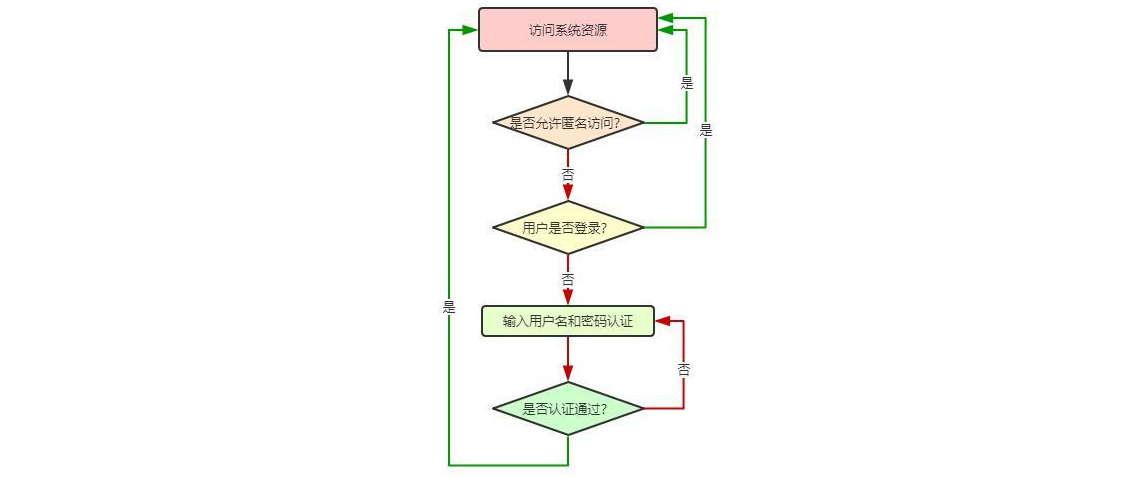 访问系统资源
是
是否允许匿名访问?
是
否
用户是否登录?
否
是
输入用户名和密码认证
否
是否认证通过?